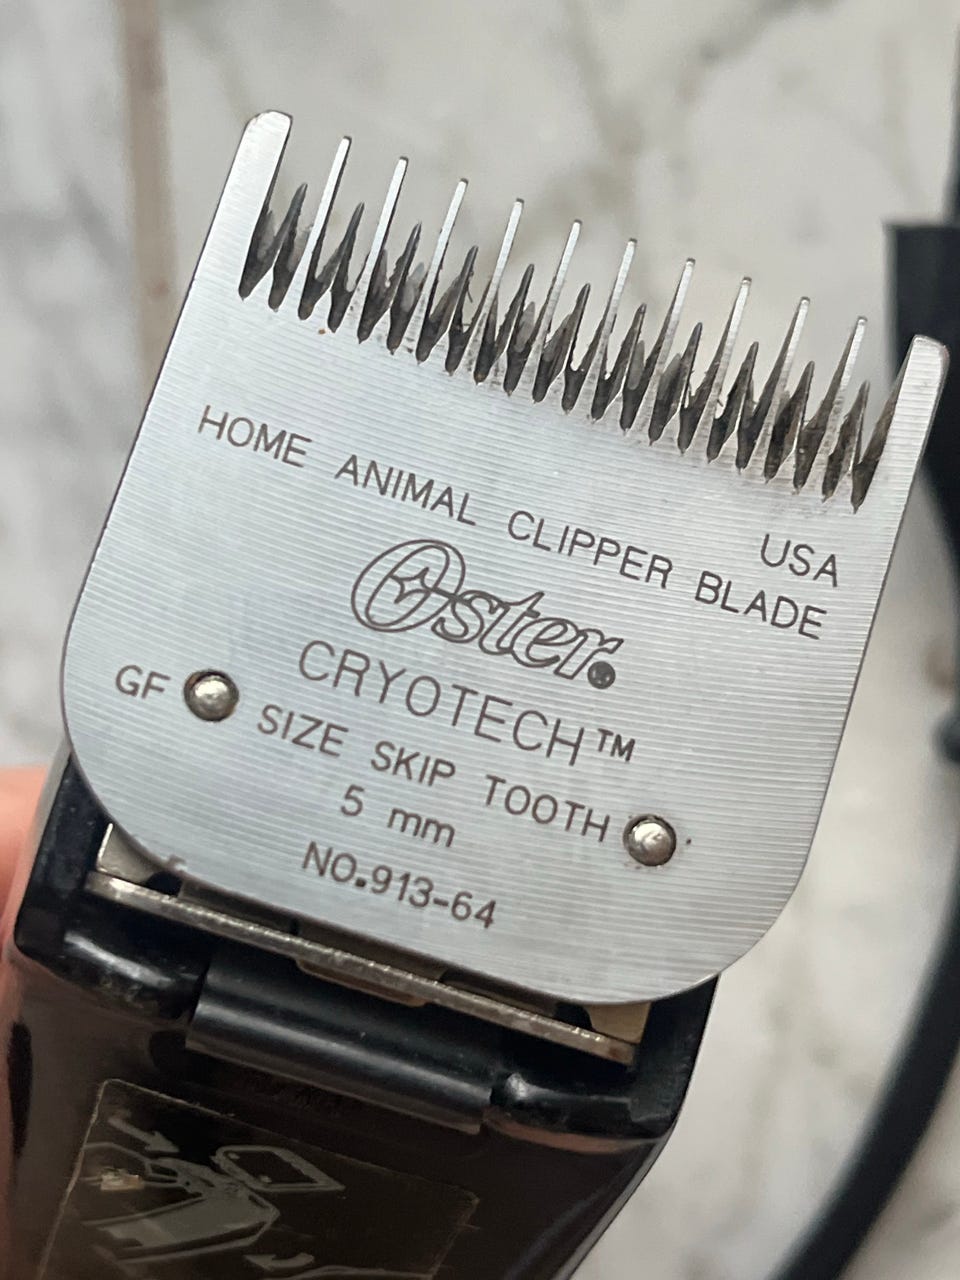 HOME ANIMAL CLIPPER BLADE
USA
Oster
CRYOTECH™
GF
SIZE SKIP TOOTH
5 mm
NO.913-64